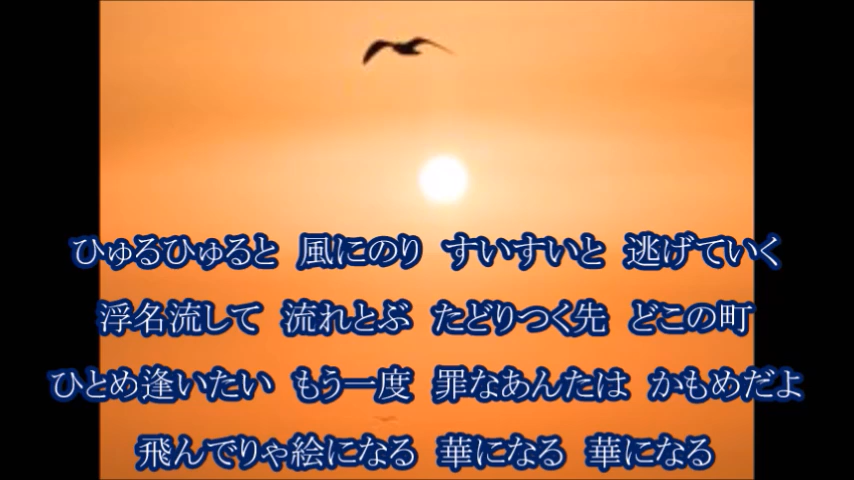 ひゅるひゅると　風にのり　すいすいと　逃げていく
浮名流して　流れとぶ　たどりつく先　どこの町
ひとめ逢いたい　もう一度　罪なあんたは　かもめだよ
飛んでりゃ絵になる　華になる　華になる